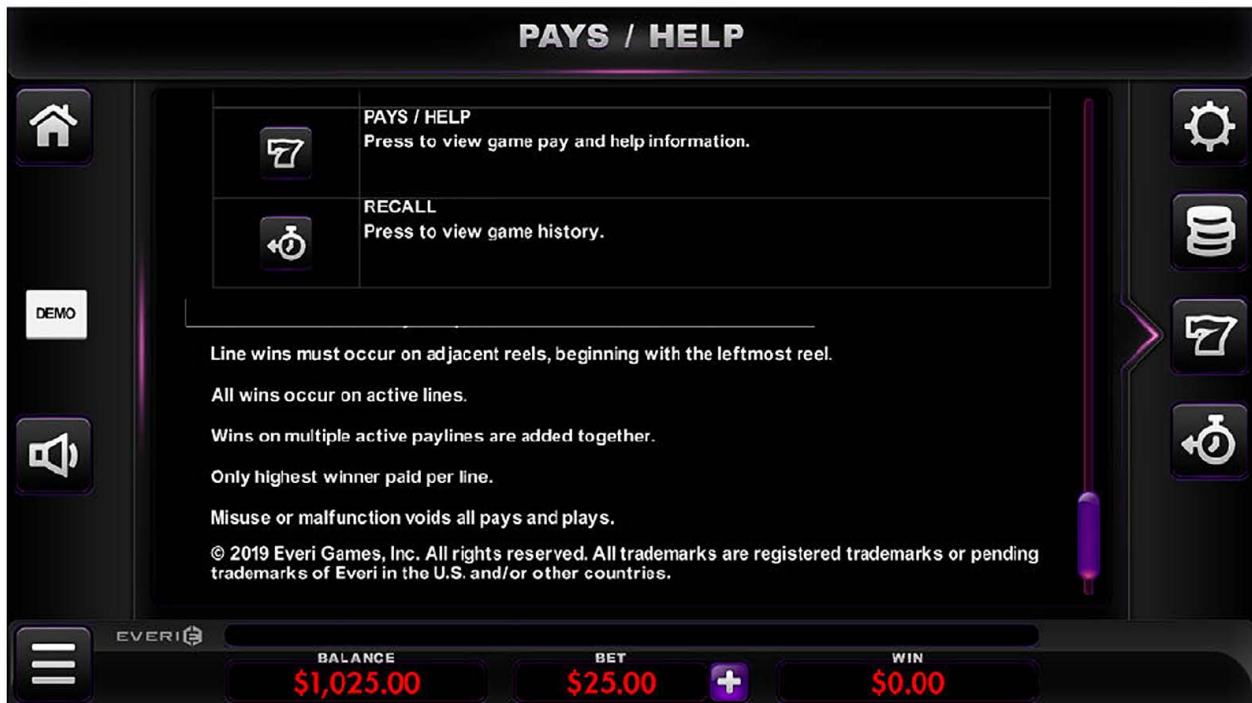 PAYS / HELP
PAYS / HELP
Press to view game pay and help information.
RECALL
Press to view game history.
DEMO
Line wins must occur on adjacent reels, beginning with the leftmost reel.
All wins occur on active lines.
Wins on multiple active paylines are added together.
Only highest winner paid per line.
Misuse or malfunction voids all pays and plays.
© 2019 Everi Games, Inc. All rights reserved. All trademarks are registered trademarks or pending
trademarks of Everi in the U.S. and/or other countries.
EVERI
BALANCE BET WIN
$1,025.00 $25.00 + $0.00